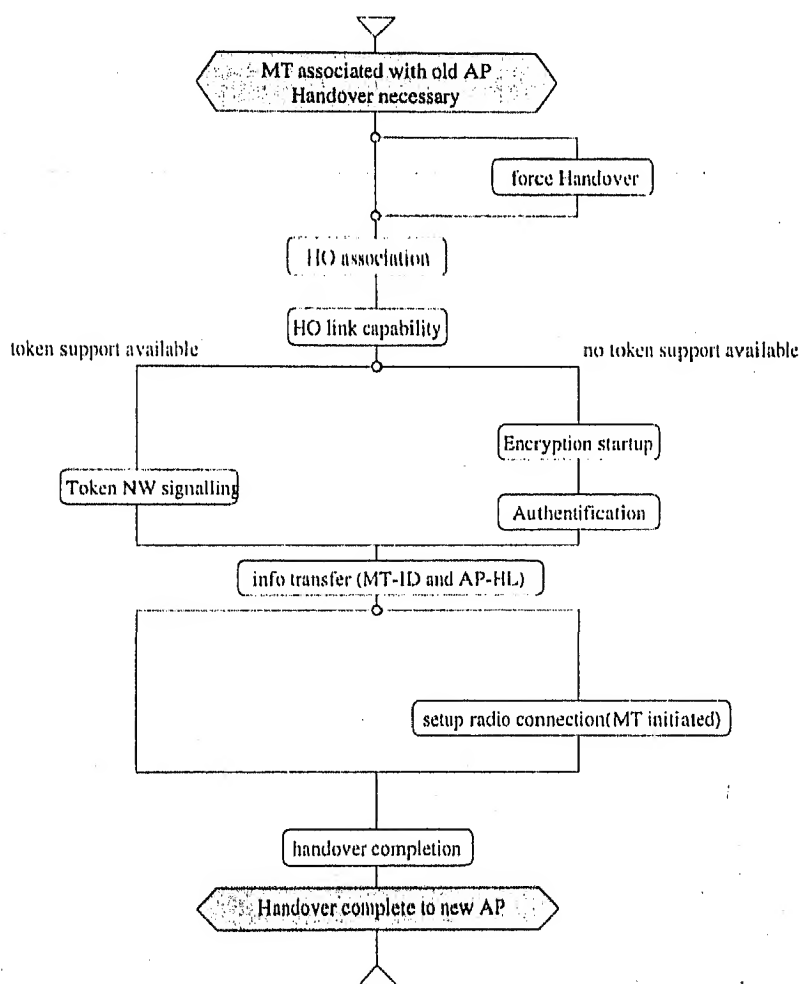 MT associated with old AP
Handover necessary
force Handover
HO association
HO link capability
token support available
no token support available
Encryption startup
Token NW signalling
Authentification
info transfer (MT-ID and AP-HL)
setup radio connection(MT initiated)
handover completion
Handover complete to new AP